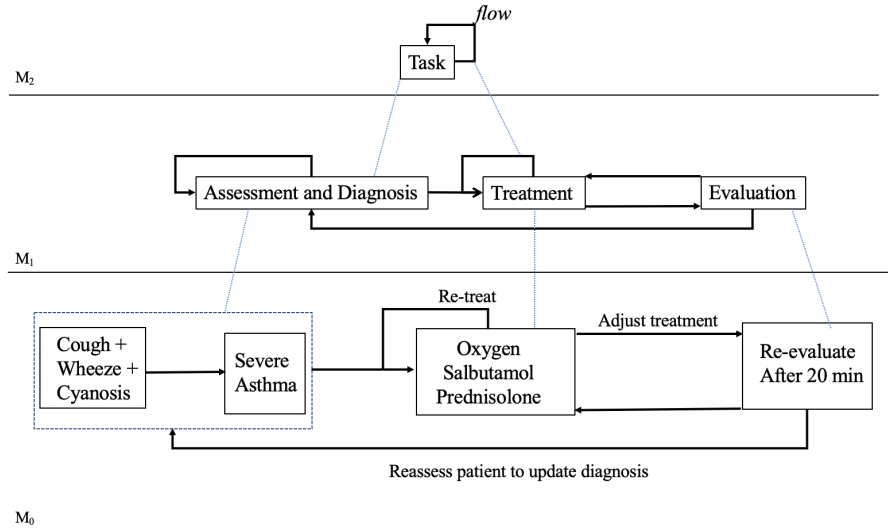 flow
Task
M₂
Assessment and Diagnosis
Treatment
Evaluation
M₁
Re-treat
Adjust treatment
Cough +
Wheeze +
Cyanosis
Severe
Asthma
Oxygen
Salbutamol
Prednisolone
Re-evaluate
After 20 min
Reassess patient to update diagnosis
M₀